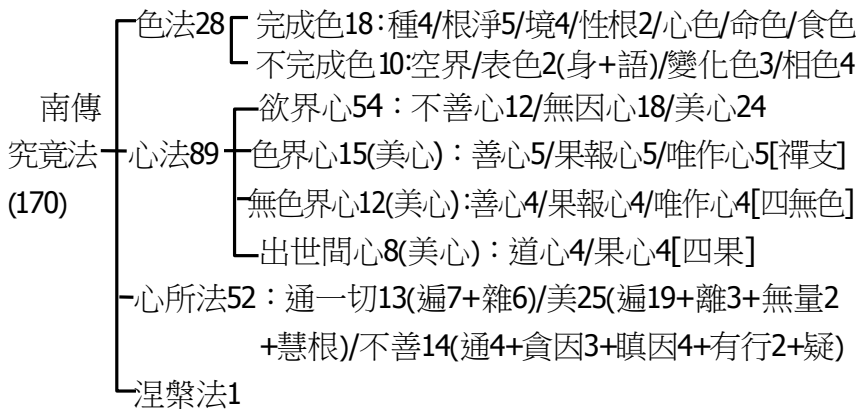 色法28 完成色18：種4/根淨5/境4/性根2/心色/命色/食色
不完成色10:空界/表色2(身+語)/變化色3/相色4
南傳
究竟法
(170)
心法89
欲界心54：不善心12/無因心18/美心24
色界心15(美心)：善心5/果報心5/唯作心5[禪支]
無色界心12(美心):善心4/果報心4/唯作心4[四無色]
出世間心8(美心)：道心4/果心4[四果]
心所法52：通一切13(遍7+雜6)/美25(遍19+離3+無量2
+慧根)/不善14(通4+貪因3+瞋因4+有行2+疑)
涅槃法1